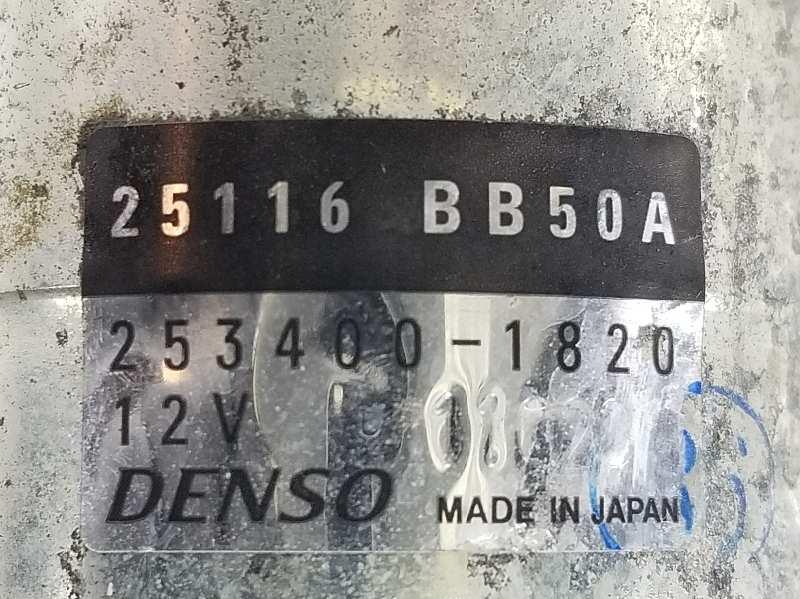 25116 BB50A
253400-1820
12V
DENSO MADE IN JAPAN